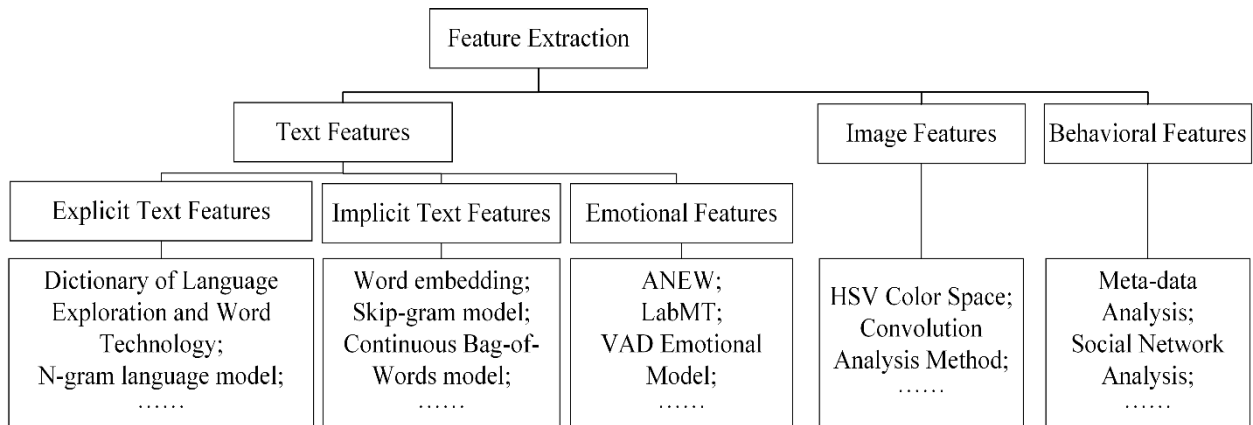 Feature Extraction
Text Features
Image Features
Behavioral Features
Explicit Text Features
Implicit Text Features
Emotional Features
Dictionary of Language
Exploration and Word
Technology;
N-gram language model;
……
Word embedding;
Skip-gram model;
Continuous Bag-of-
Words model;
……
ANEW;
LabMT;
VAD Emotional
Model;
……
HSV Color Space;
Convolution
Analysis Method;
……
Meta-data
Analysis;
Social Network
Analysis;
……